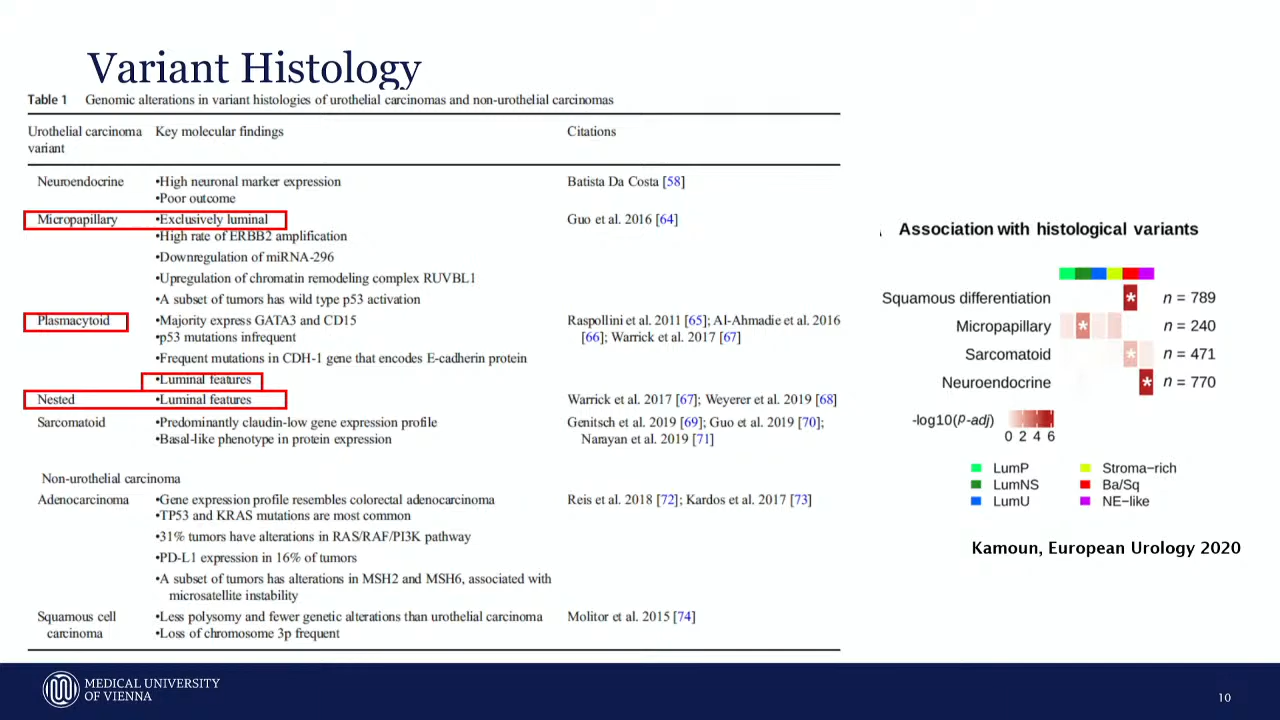 Variant Histology
Table 1 Genomic alterations in variant histologies of urothelial carcinomas and non-urothelial carcinomas
Urothelial carcinoma variant Key molecular findings Citations
Neuroendocrine •High neuronal marker expression Batista Da Costa [58]
•Poor outcome
Micropapillary •Exclusively luminal Guo et al. 2016 [64]
•High rate of ERBB2 amplification
•Downregulation of miRNA-296
•Upregulation of chromatin remodeling complex RUVBL1
•A subset of tumors has wild type p53 activation
Plasmacytoid •Majority express GATA3 and CD15 Raspollini et al. 2011 [65]; Al-Ahmadie et al. 2016
•p53 mutations infrequent [66]; Warrick et al. 2017 [67]
•Frequent mutations in CDH-1 gene that encodes E-cadherin protein
•Luminal features
Nested •Luminal features Warrick et al. 2017 [67]; Weyerer et al. 2019 [68]
Sarcomatoid •Predominantly claudin-low gene expression profile Genitsch et al. 2019 [69]; Guo et al. 2019 [70];
•Basal-like phenotype in protein expression Narayan et al. 2019 [71]
Non-urothelial carcinoma
Adenocarcinoma •Gene expression profile resembles colorectal adenocarcinoma Reis et al. 2018 [72]; Kardos et al. 2017 [73]
•TP53 and KRAS mutations are most common
•31% tumors have alterations in RAS/RAF/PI3K pathway
•PD-L1 expression in 16% of tumors
•A subset of tumors has alterations in MSH2 and MSH6, associated with
microsatellite instability
Squamous cell •Less polysomy and fewer genetic alterations than urothelial carcinoma Molitor et al. 2015 [74]
carcinoma •Loss of chromosome 3p frequent
Association with histological variants
Squamous differentiation * n = 789
Micropapillary * n = 240
Sarcomatoid * n = 471
Neuroendocrine * n = 770
-log10(p-adj)
0 2 4 6
LumP Stroma−rich
LumNS Ba/Sq
LumU NE−like
Kamoun, European Urology 2020
MEDICAL UNIVERSITY
OF VIENNA
10